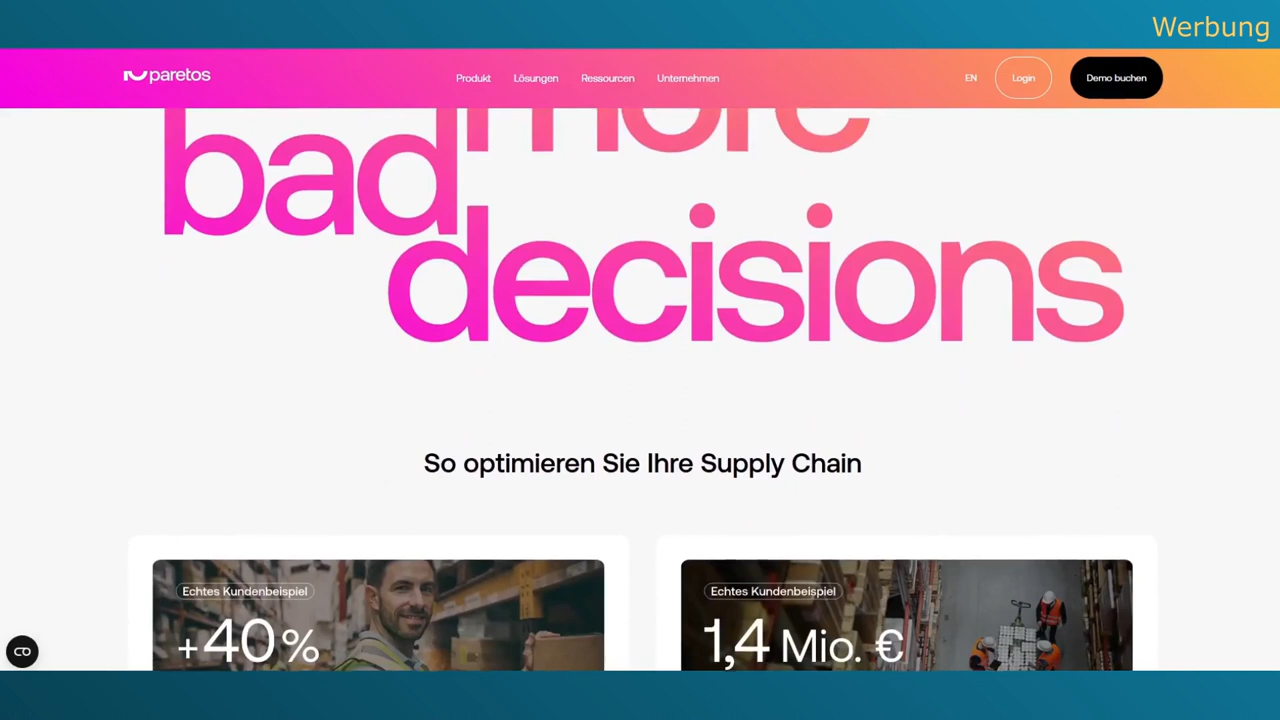 Werbung
paretos
Produkt Lösungen Ressourcen Unternehmen EN Login Demo buchen
more
bad
decisions
So optimieren Sie Ihre Supply Chain
Echtes Kundenbeispiel
+40%
Echtes Kundenbeispiel
1,4 Mio. €